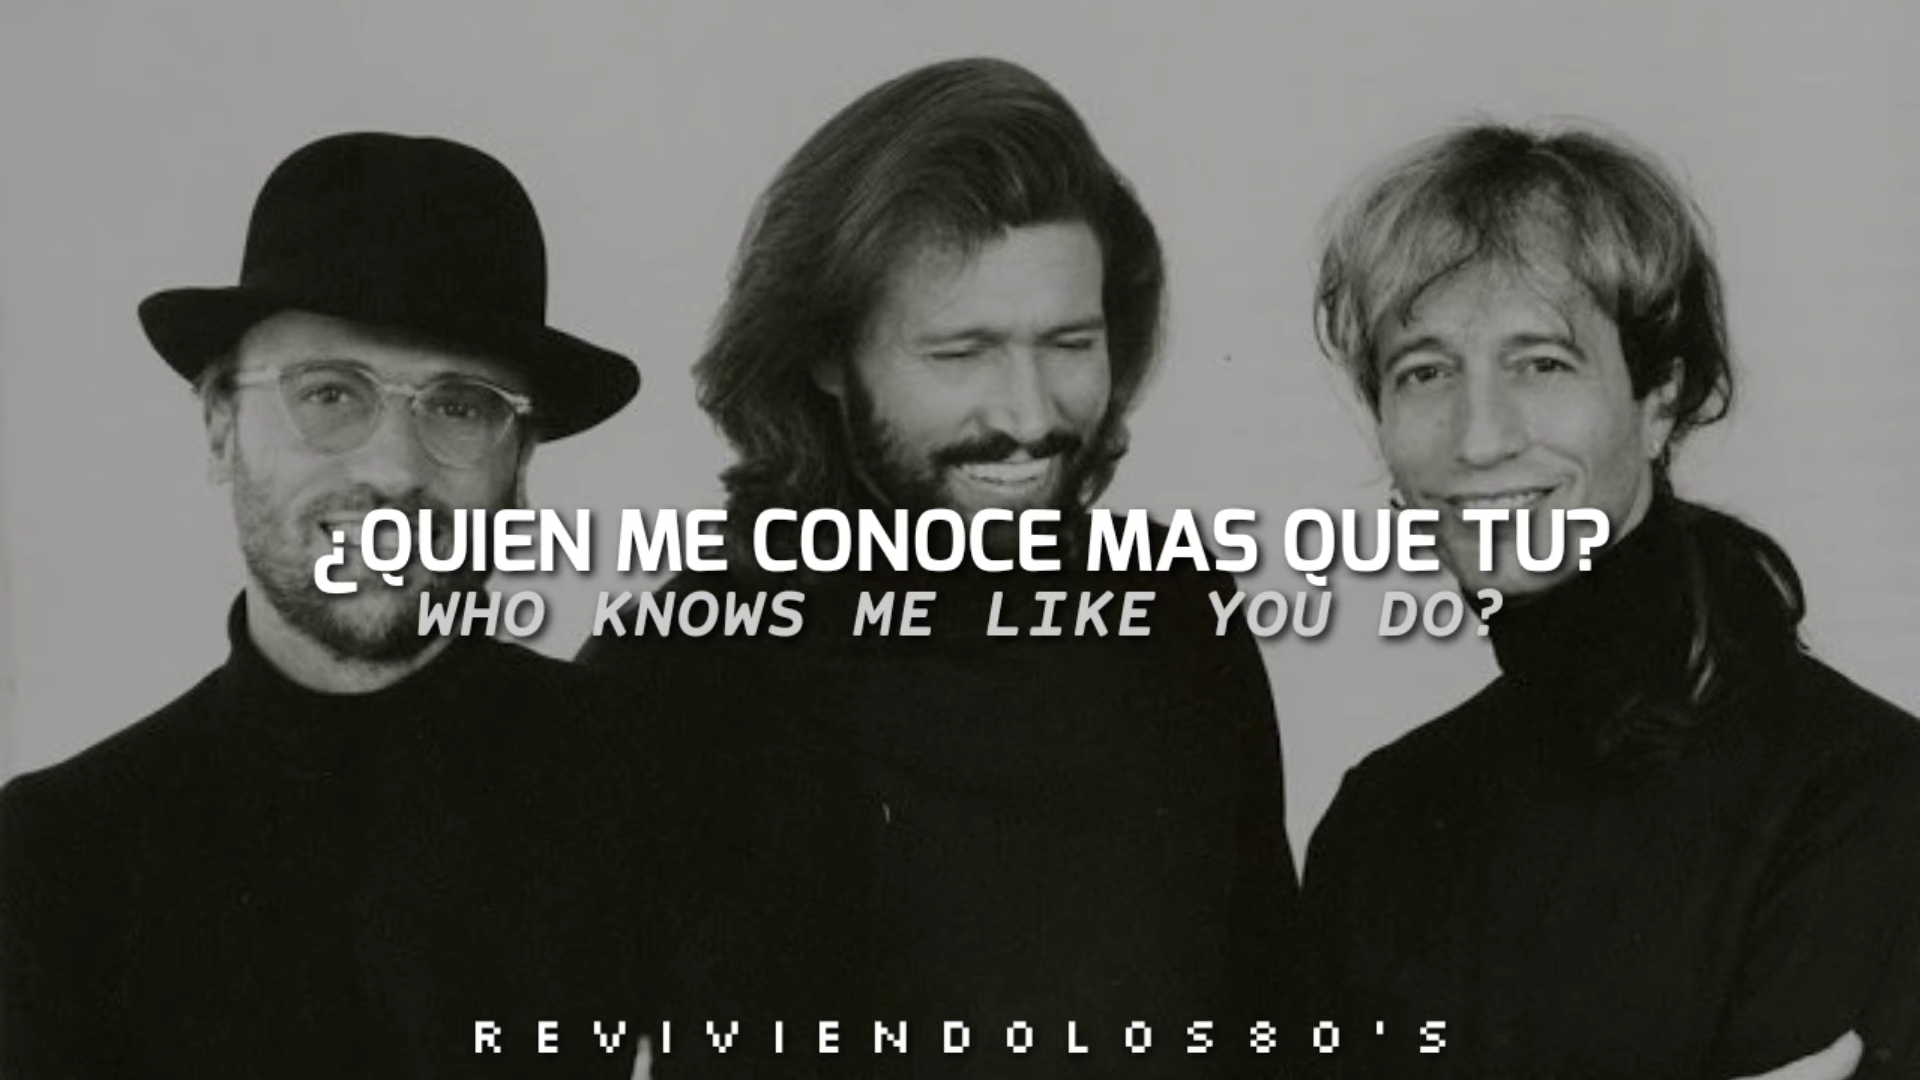 ¿QUIEN ME CONOCE MAS QUE TU?
WHO KNOWS ME LIKE YOU DO?
REVIVIENDOLOS80'S